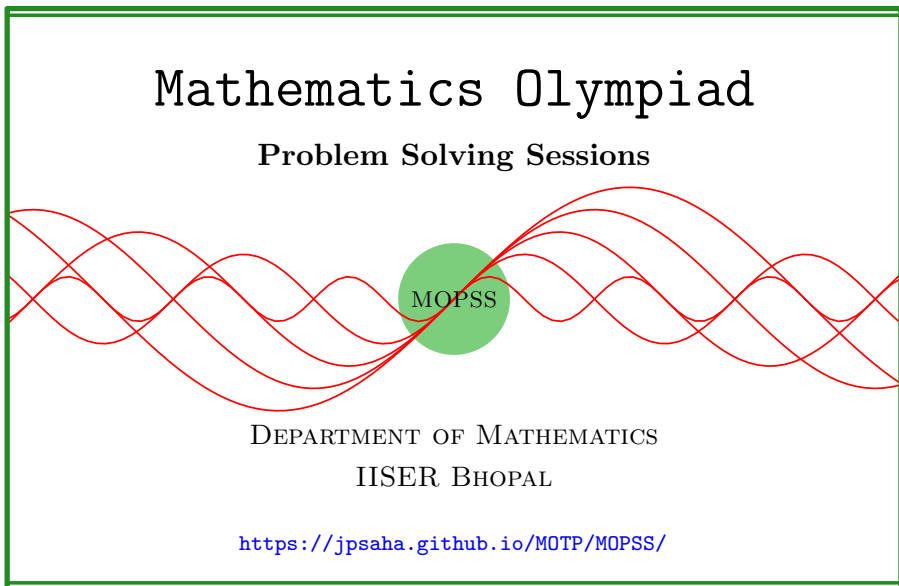 Mathematics Olympiad
Problem Solving Sessions
MOPSS
Department of Mathematics
IISER Bhopal
https://jpsaha.github.io/MOTP/MOPSS/